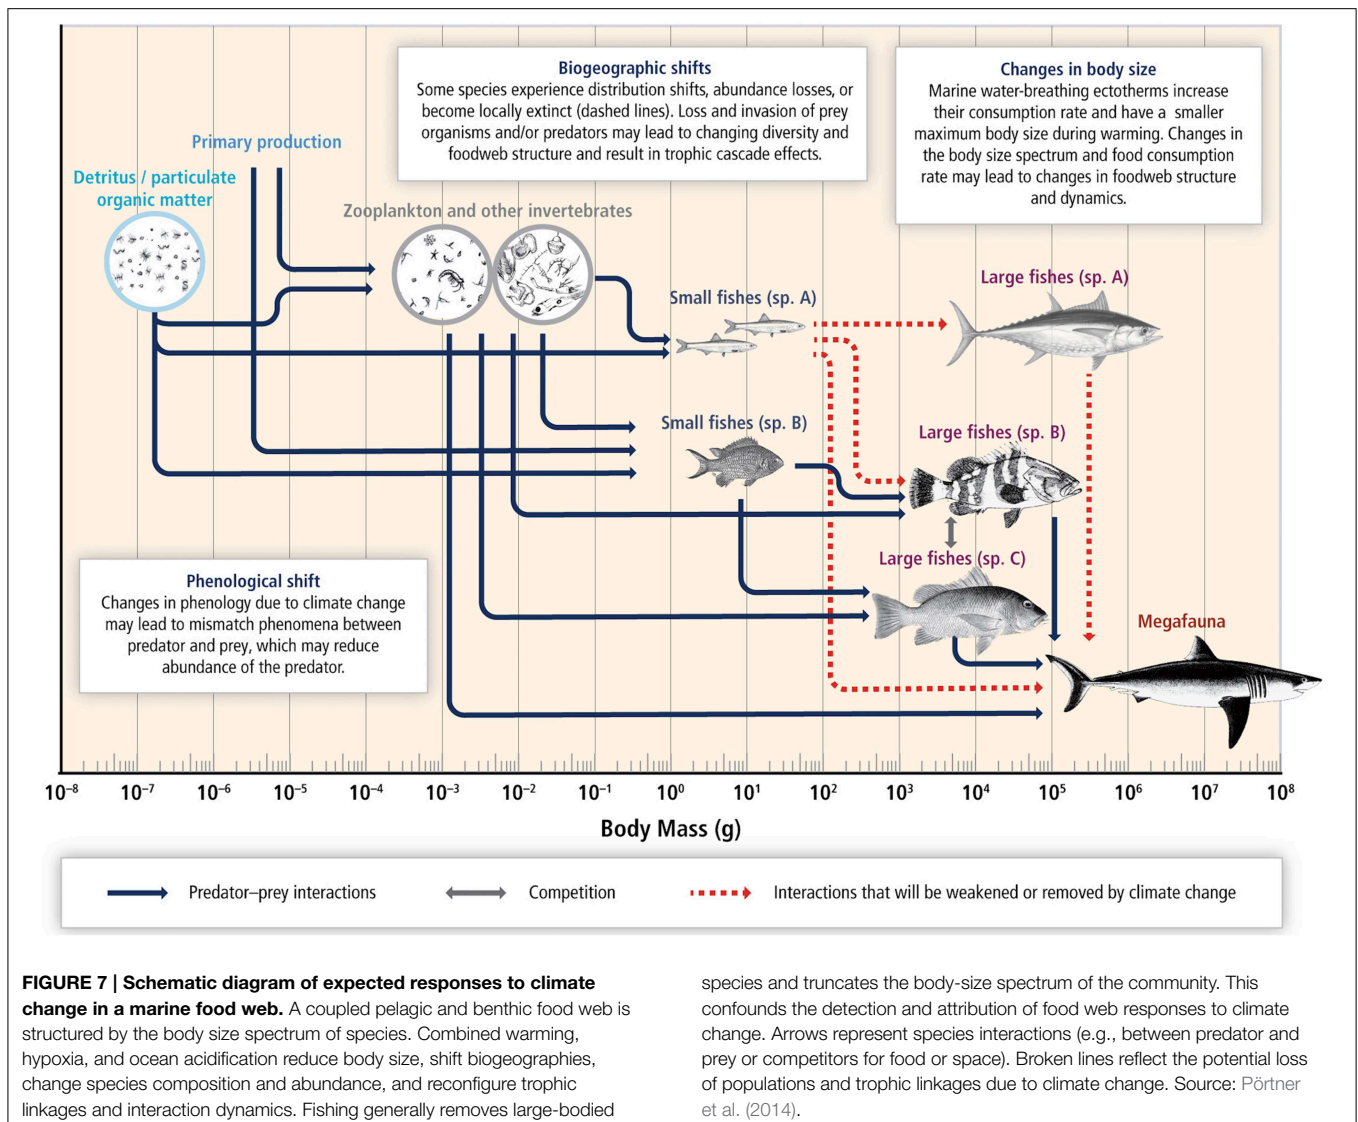 Biogeographic shifts
Some species experience distribution shifts, abundance losses, or
become locally extinct (dashed lines). Loss and invasion of prey
organisms and/or predators may lead to changing diversity and
foodweb structure and result in trophic cascade effects.
Changes in body size
Marine water-breathing ectotherms increase
their consumption rate and have a smaller
maximum body size during warming. Changes in
the body size spectrum and food consumption
rate may lead to changes in foodweb structure
and dynamics.
Primary production
Detritus / particulate
organic matter
Zooplankton and other invertebrates
Small fishes (sp. A)
Large fishes (sp. A)
Small fishes (sp. B)
Large fishes (sp. B)
Large fishes (sp. C)
Megafauna
Phenological shift
Changes in phenology due to climate change
may lead to mismatch phenomena between
predator and prey, which may reduce
abundance of the predator.
10⁻⁸ 10⁻⁷ 10⁻⁶ 10⁻⁵ 10⁻⁴ 10⁻³ 10⁻² 10⁻¹ 10⁰ 10¹ 10² 10³ 10⁴ 10⁵ 10⁶ 10⁷ 10⁸
Body Mass (g)
Predator–prey interactions
Competition
Interactions that will be weakened or removed by climate change
FIGURE 7 | Schematic diagram of expected responses to climate
change in a marine food web. A coupled pelagic and benthic food web is
structured by the body size spectrum of species. Combined warming,
hypoxia, and ocean acidification reduce body size, shift biogeographies,
change species composition and abundance, and reconfigure trophic
linkages and interaction dynamics. Fishing generally removes large-bodied
species and truncates the body-size spectrum of the community. This
confounds the detection and attribution of food web responses to climate
change. Arrows represent species interactions (e.g., between predator and
prey or competitors for food or space). Broken lines reflect the potential loss
of populations and trophic linkages due to climate change. Source: Pörtner
et al. (2014).